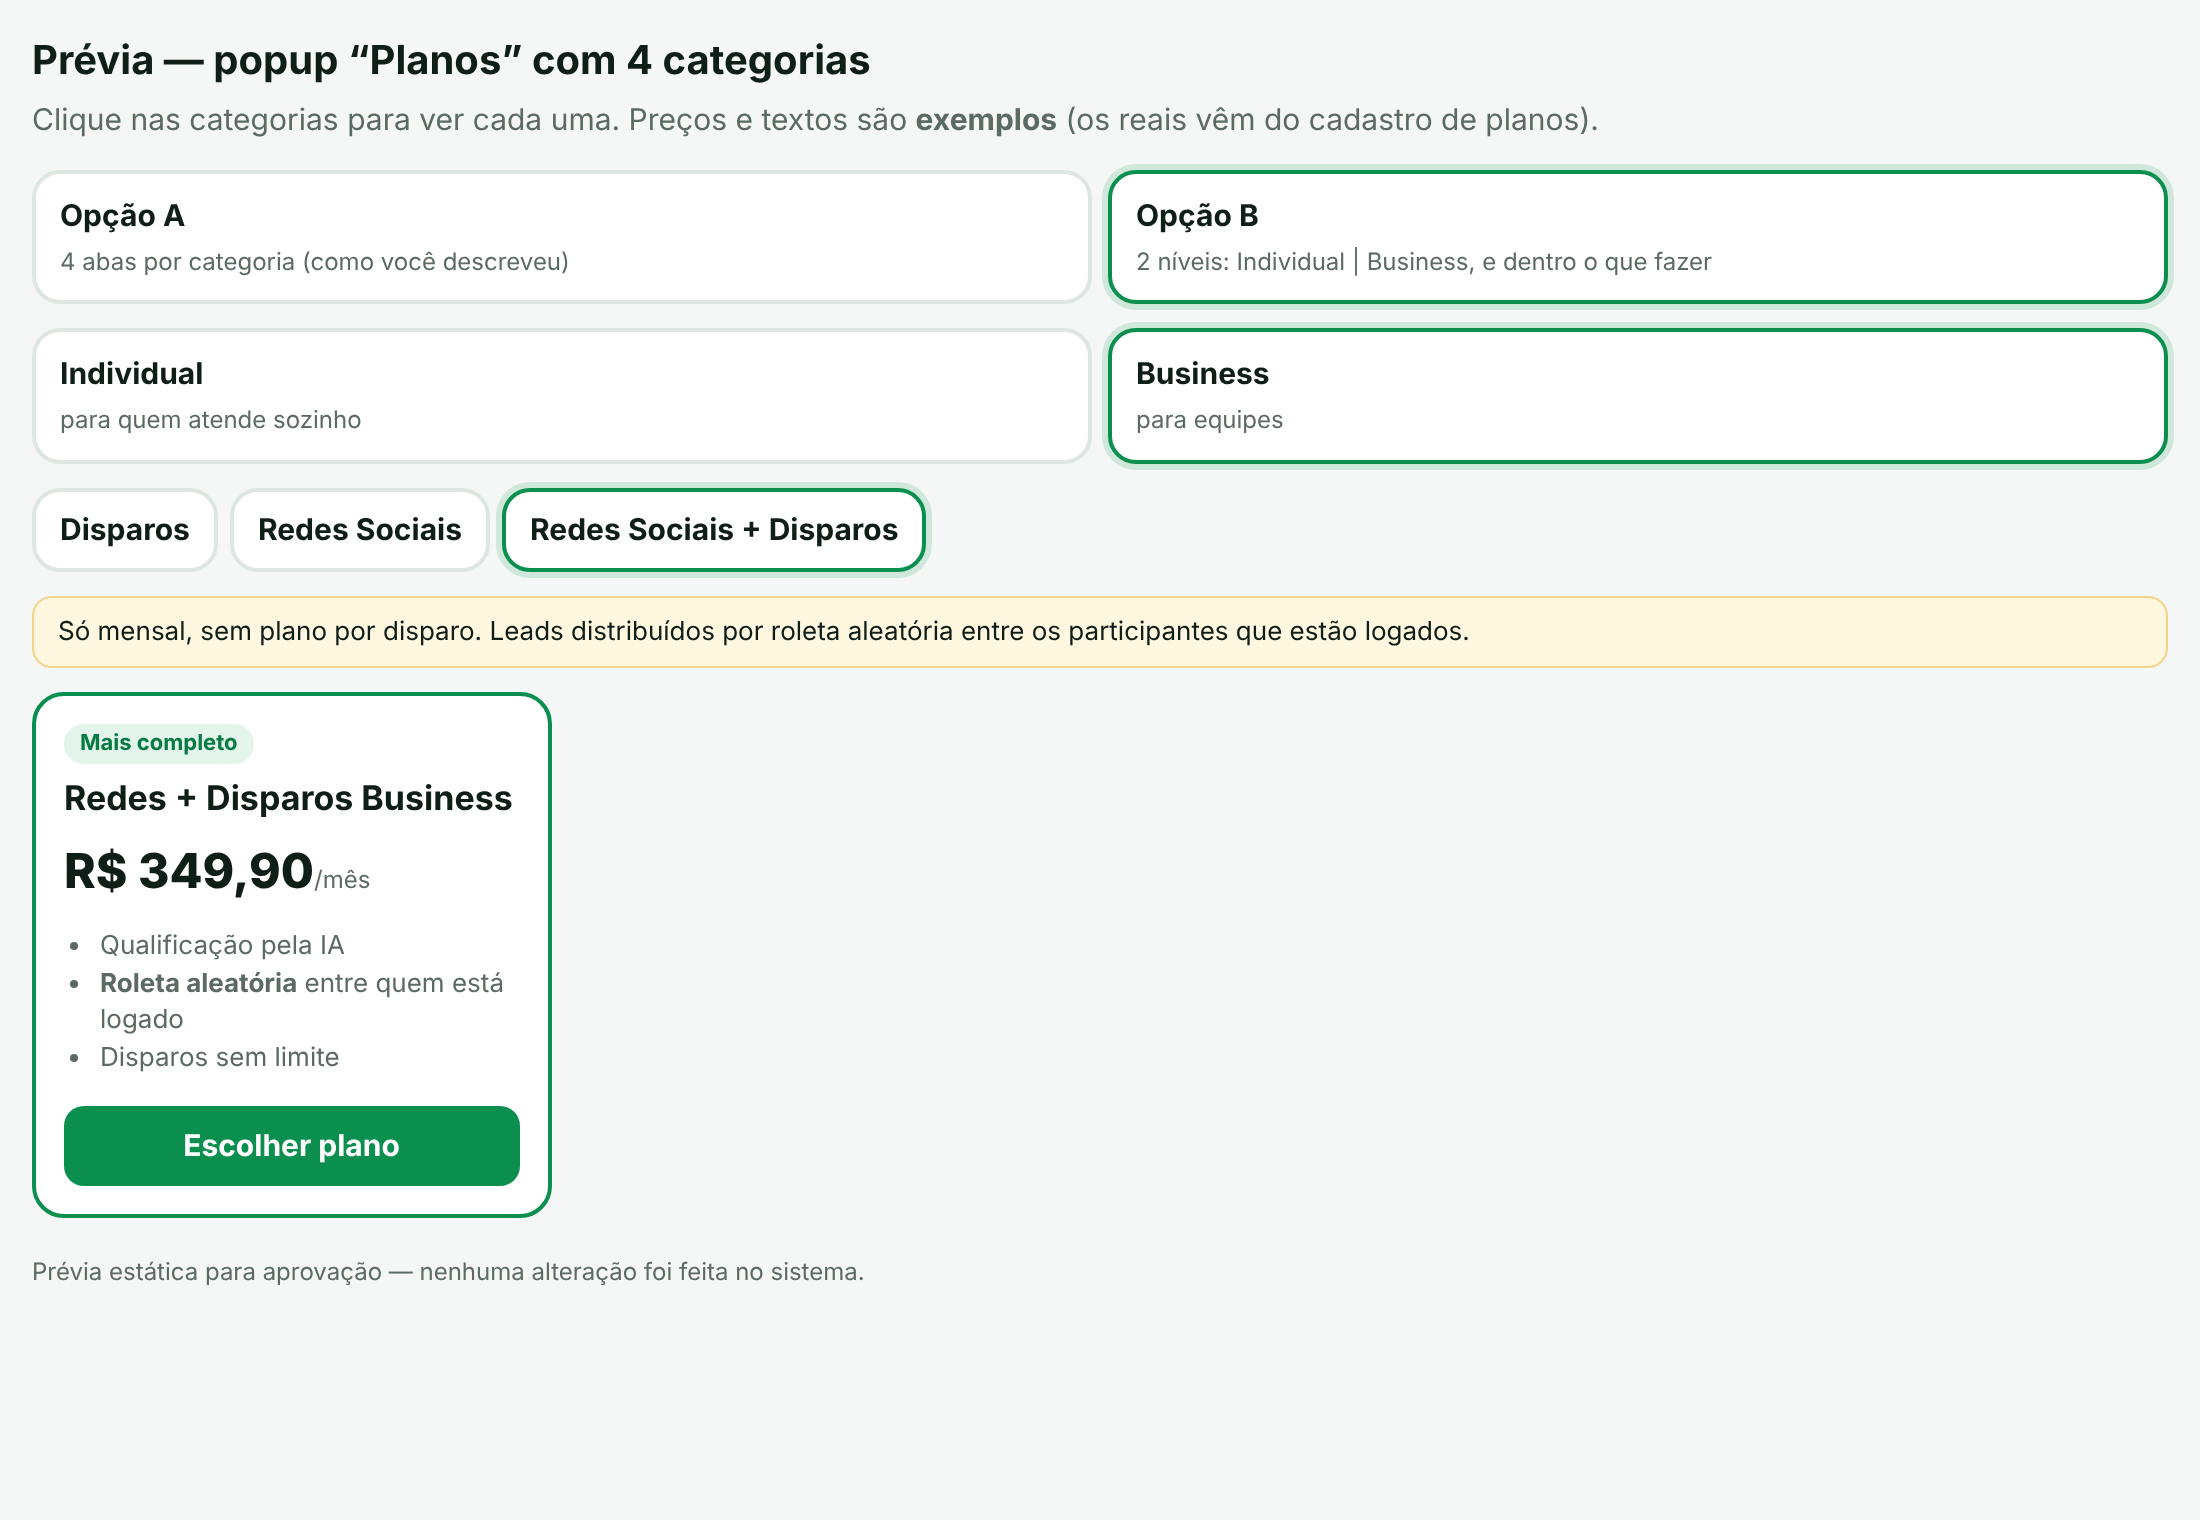 Prévia — popup “Planos” com 4 categorias
Clique nas categorias para ver cada uma. Preços e textos são exemplos (os reais vêm do cadastro de planos).
Opção A
4 abas por categoria (como você descreveu)
Opção B
2 níveis: Individual | Business, e dentro o que fazer
Individual
para quem atende sozinho
Business
para equipes
Disparos
Redes Sociais
Redes Sociais + Disparos
Só mensal, sem plano por disparo. Leads distribuídos por roleta aleatória entre os participantes que estão logados.
Mais completo
Redes + Disparos Business
R$ 349,90/mês
• Qualificação pela IA
• Roleta aleatória entre quem está
logado
• Disparos sem limite
Escolher plano
Prévia estática para aprovação — nenhuma alteração foi feita no sistema.